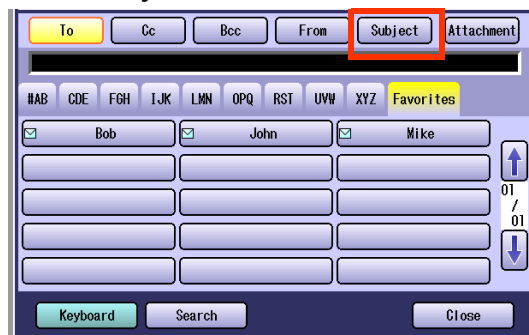 To Cc Bcc From Subject Attachment
#AB CDE FGH IJK LMN OPQ RST UVW XYZ Favorites
Bob John Mike
01
/
01
Keyboard Search Close